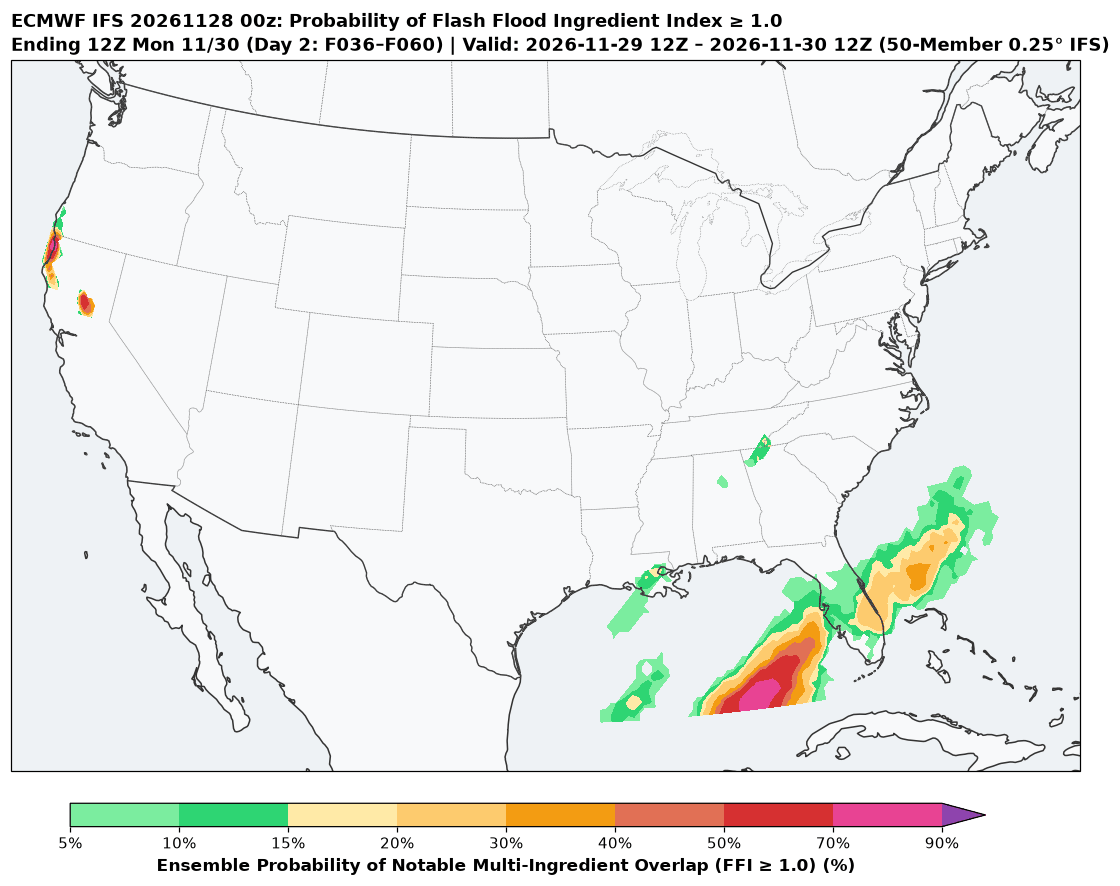 ECMWF IFS 20261128 00z: Probability of Flash Flood Ingredient Index ≥ 1.0
Ending 12Z Mon 11/30 (Day 2: F036–F060) | Valid: 2026-11-29 12Z – 2026-11-30 12Z (50-Member 0.25° IFS)
5% 10% 15% 20% 30% 40% 50% 70% 90%
Ensemble Probability of Notable Multi-Ingredient Overlap (FFI ≥ 1.0) (%)